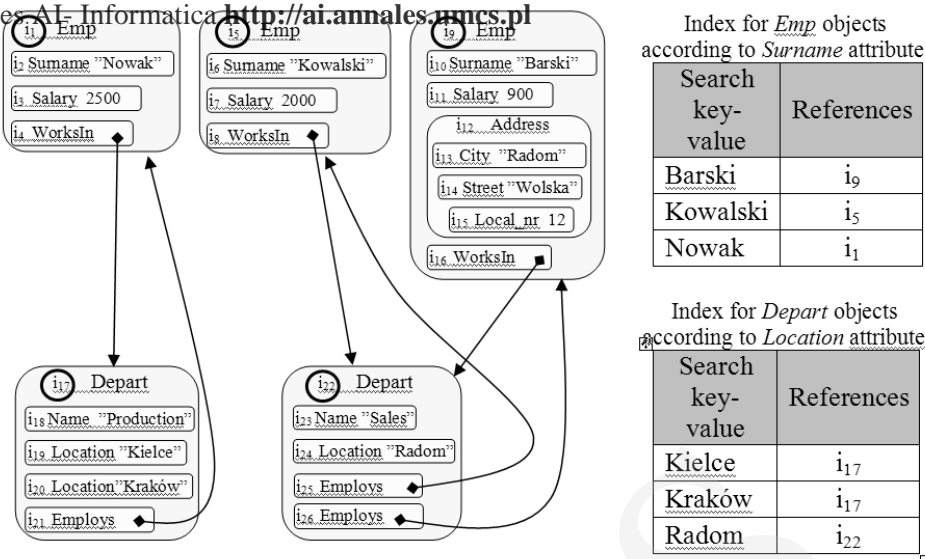 es AI- Informatica http://ai.annales.umcs.pl
i1 Emp
i2 Surname ”Nowak”
i3 Salary 2500
i4 WorksIn
i5 Emp
i6 Surname ”Kowalski”
i7 Salary 2000
i8 WorksIn
i9 Emp
i10 Surname ”Barski”
i11 Salary 900
i12 Address
i13 City ”Radom”
i14 Street ”Wolska”
i15 Local_nr 12
i16 WorksIn
i17 Depart
i18 Name ”Production”
i19 Location ”Kielce”
i20 Location”Kraków”
i21 Employs
i22 Depart
i23 Name ”Sales”
i24 Location ”Radom”
i25 Employs
i26 Employs
Index for Emp objects
according to Surname attribute
Search
key-
value
References
Barski i9
Kowalski i5
Nowak i1
Index for Depart objects
according to Location attribute
Search
key-
value
References
Kielce i17
Kraków i17
Radom i22